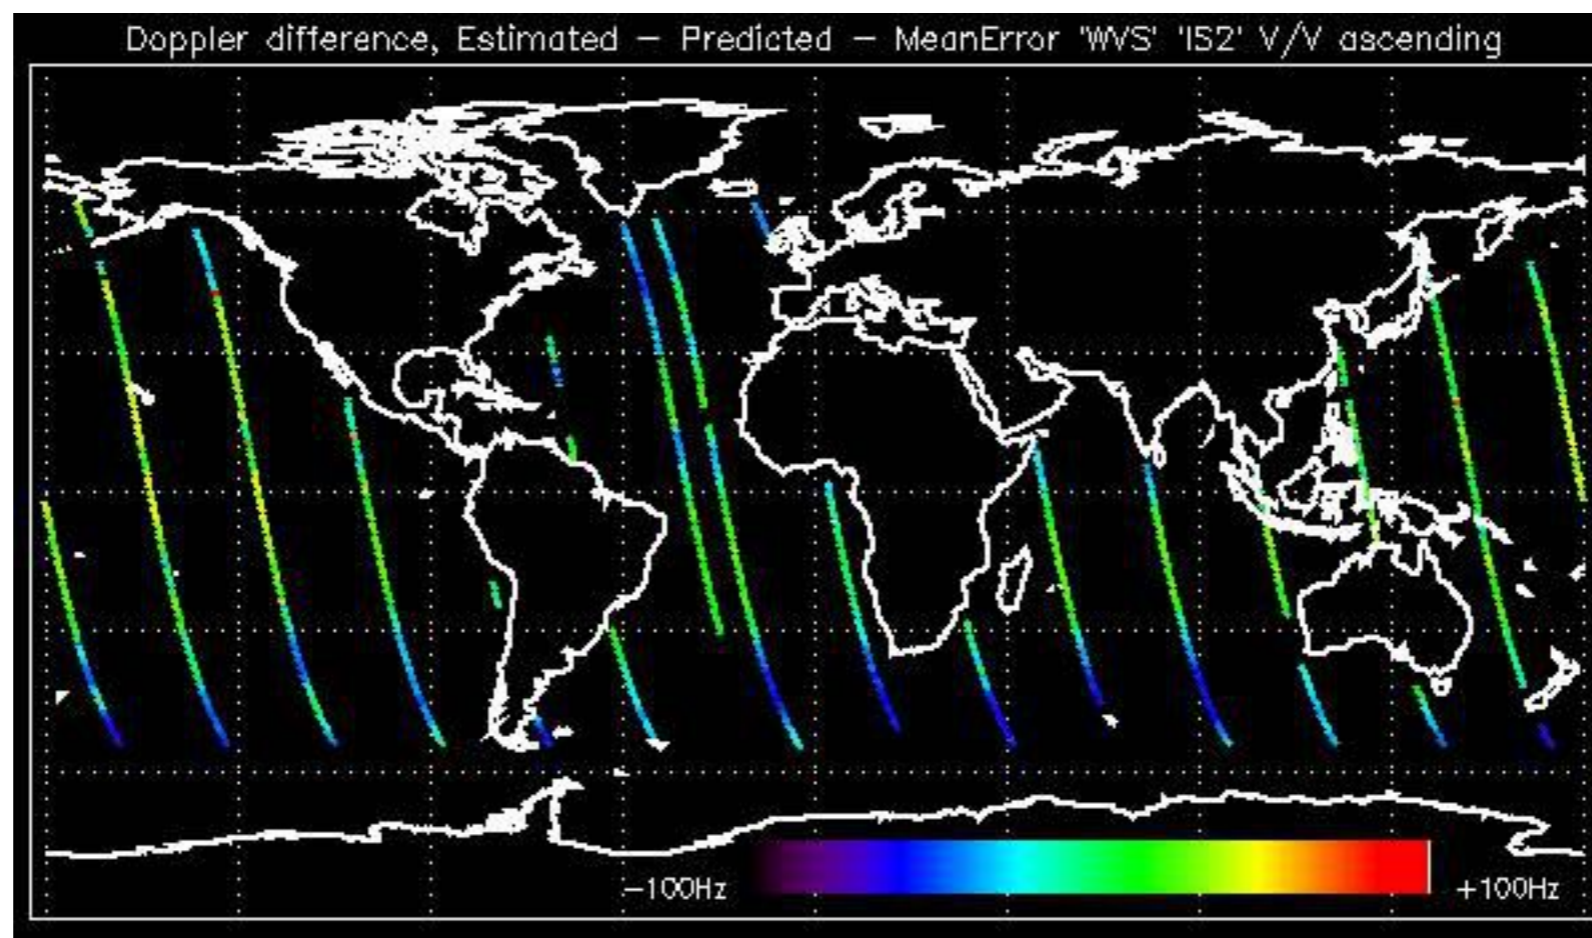 Doppler difference, Estimated – Predicted – MeanError 'WVS' 'IS2' V/V ascending
–100Hz
+100Hz